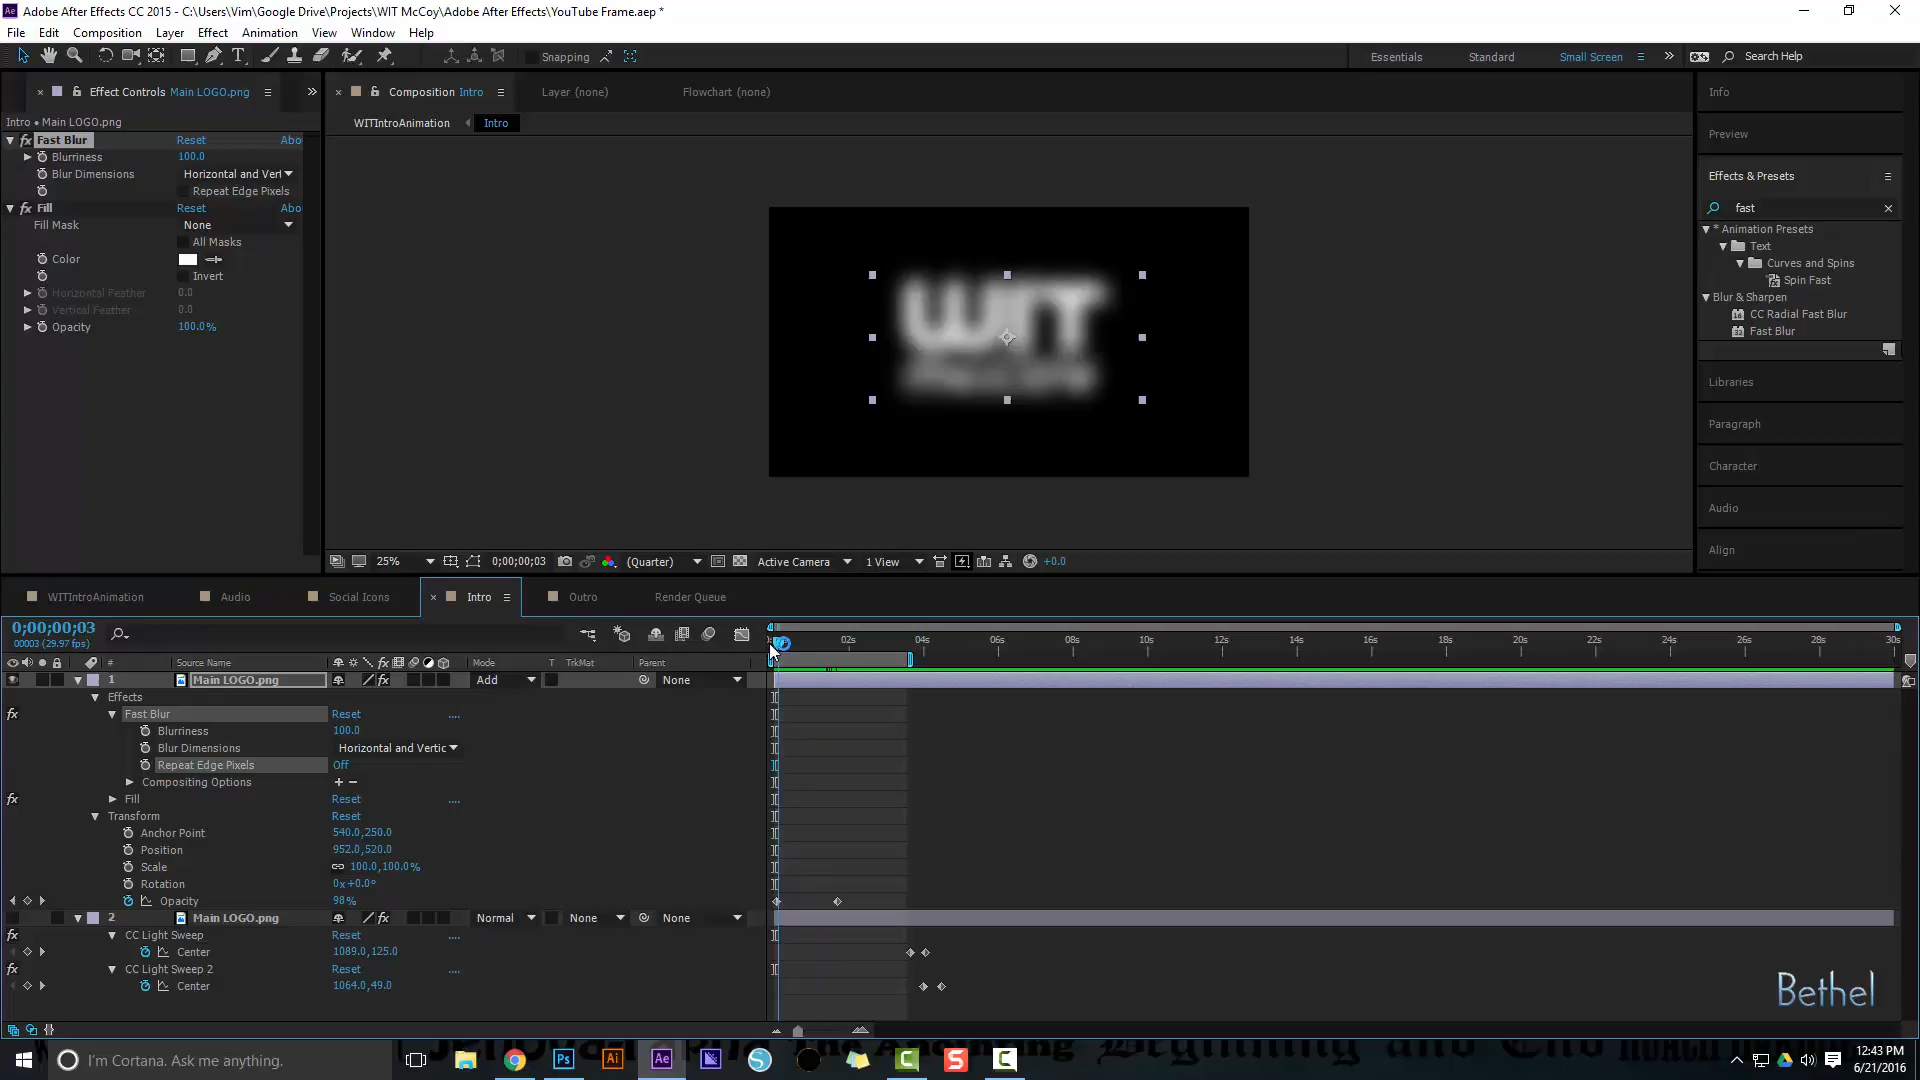 Adobe After Effects CC 2015 - C:\Users\Vim\Google Drive\Projects\WIT McCoy\Adobe After Effects\YouTube Frame.aep *
File Edit Composition Layer Effect Animation View Window Help
Snapping Essentials Standard Small Screen Search Help
Effect Controls Main LOGO.png
Composition Intro Layer (none) Flowchart (none)
Info
Intro • Main LOGO.png
WITIntroAnimation Intro
Preview
Fast Blur Reset Abo
Blurriness 100.0
Blur Dimensions Horizontal and Vert
Repeat Edge Pixels
Fill Reset Abo
Fill Mask None
All Masks
Color
Invert
Horizontal Feather 0.0
Vertical Feather 0.0
Opacity 100.0%
WIT
Effects & Presets
fast
* Animation Presets
Text
Curves and Spins
Spin Fast
Blur & Sharpen
CC Radial Fast Blur
Fast Blur
Libraries
Paragraph
Character
Audio
Align
25% 0;00;00;03 (Quarter) Active Camera 1 View +0.0
WITIntroAnimation Audio Social Icons Intro Render Queue Outro
0;00;00;03
00003 (29.97 fps)
02s 04s 06s 08s 10s 12s 14s 16s 18s 20s 22s 24s 26s 28s 30s
# Source Name Mode T TrkMat Parent
1 Main LOGO.png Add None
Effects
Fast Blur Reset ....
Blurriness 100.0
Blur Dimensions Horizontal and Vertic
Repeat Edge Pixels Off
Compositing Options + −
Fill Reset ....
Transform Reset
Anchor Point 540.0,250.0
Position 952.0,520.0
Scale 100.0,100.0%
Rotation 0x+0.0°
Opacity 98%
2 Main LOGO.png Normal None None
CC Light Sweep Reset
Center 1089.0,125.0
CC Light Sweep 2 Reset
Center 1064.0,49.0
Bethel
I'm Cortana. Ask me anything.
Ps Ai Ae
12:43 PM
6/21/2016